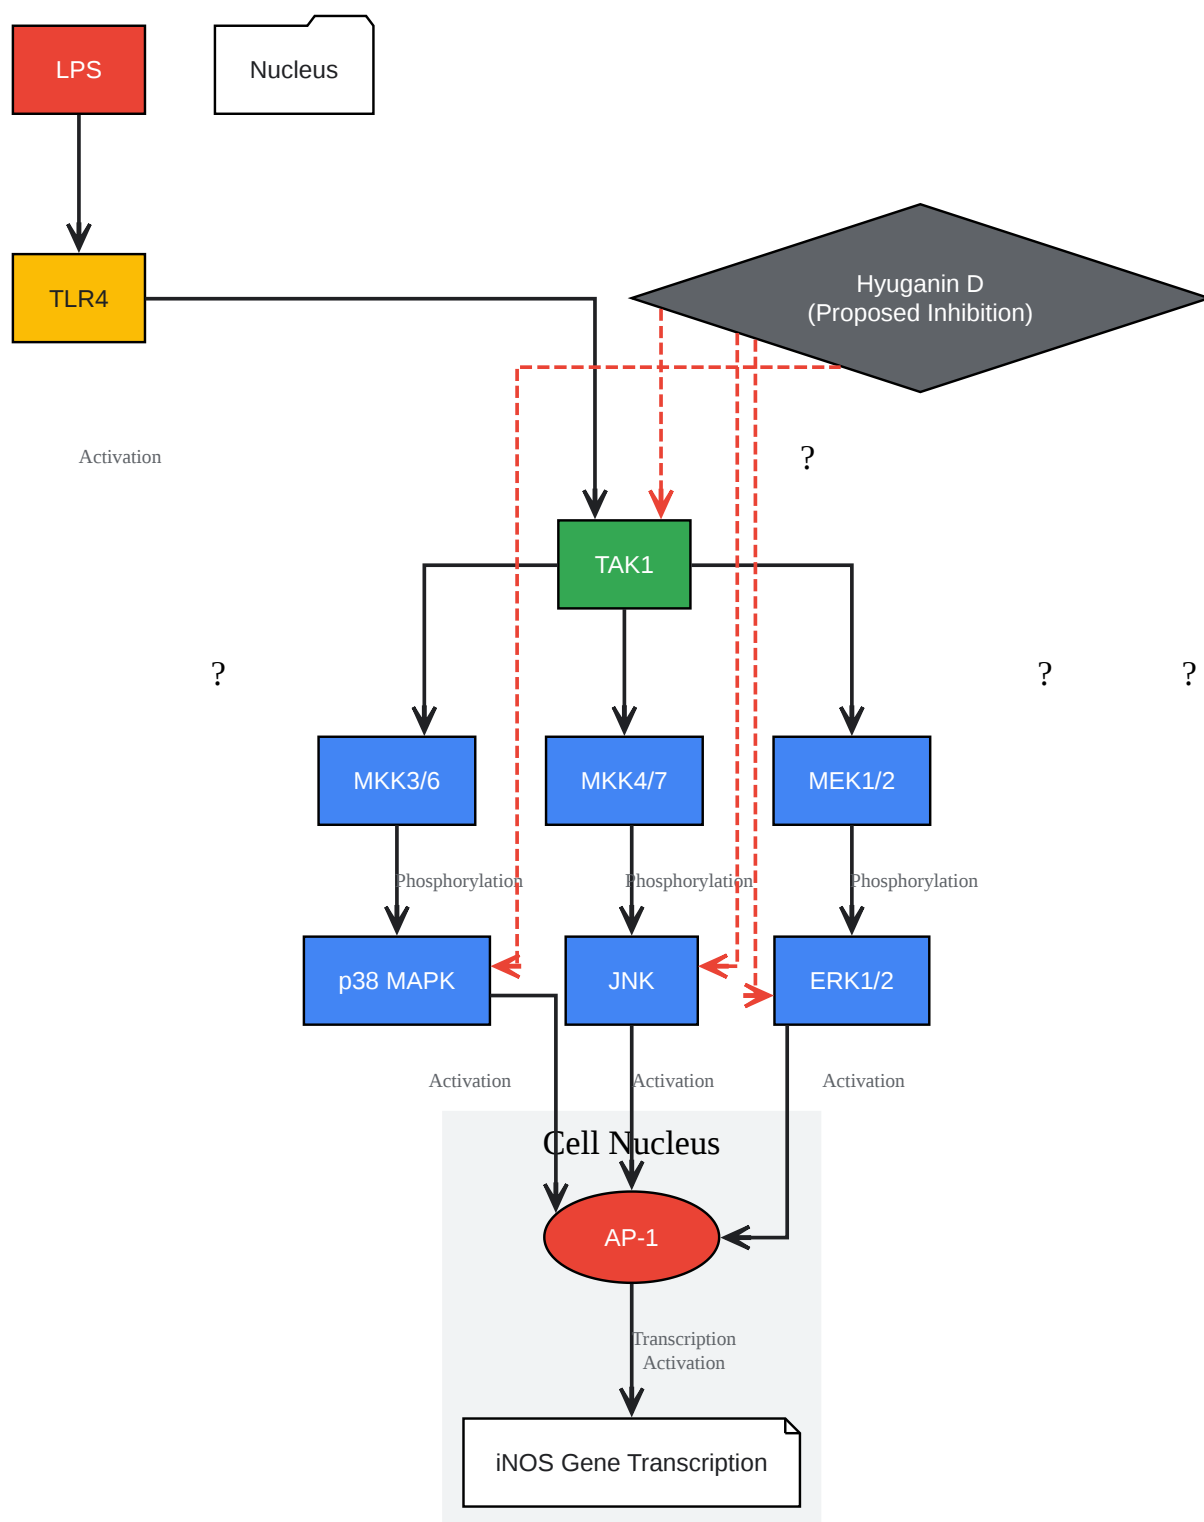 LPS
Nucleus
TLR4
Hyuganin D
(Proposed Inhibition)
Activation
?
TAK1
?
?
?
MKK3/6
MKK4/7
MEK1/2
Phosphorylation
Phosphorylation
Phosphorylation
p38 MAPK
JNK
ERK1/2
Activation
Activation
Activation
Cell Nucleus
AP-1
Transcription
Activation
iNOS Gene Transcription